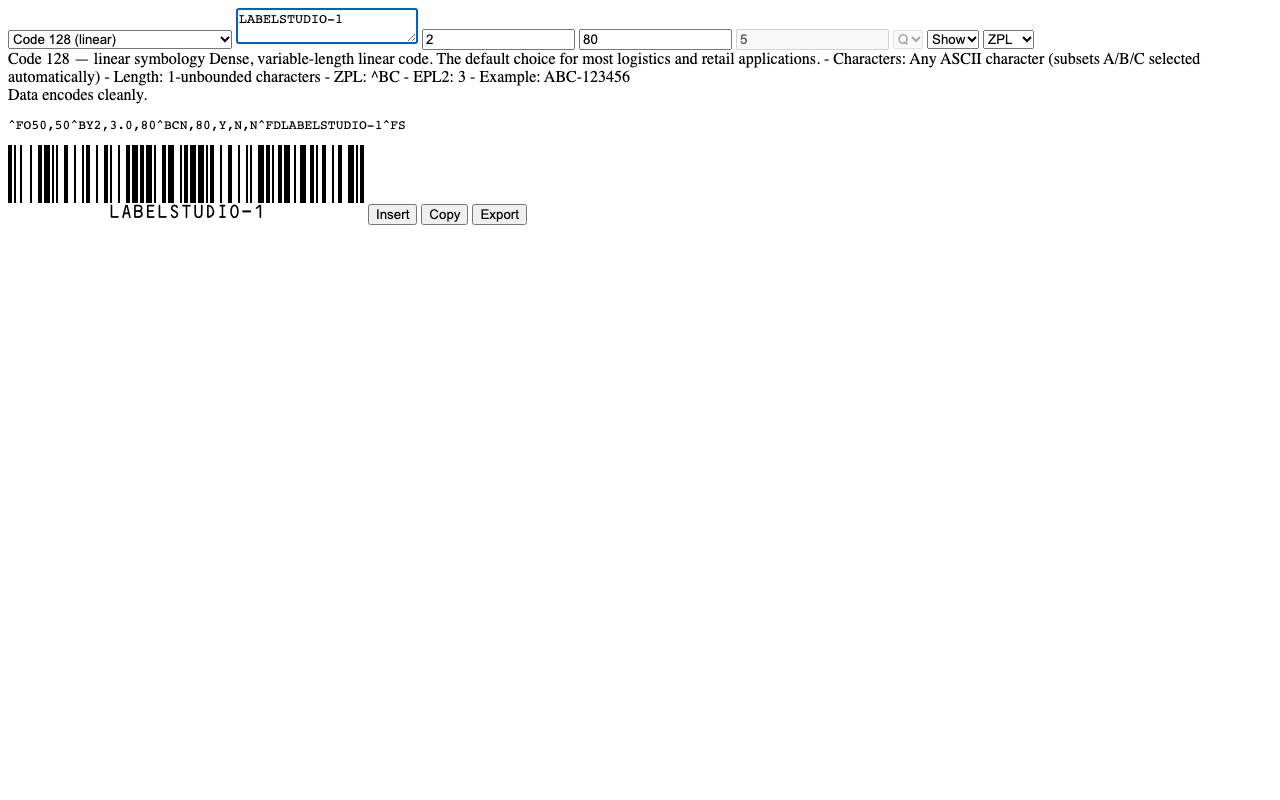 Code 128 (linear) LABELSTUDIO-1 2 80 5 Q Show ZPL
Code 128 — linear symbology Dense, variable-length linear code. The default choice for most logistics and retail applications. - Characters: Any ASCII character (subsets A/B/C selected
automatically) - Length: 1-unbounded characters - ZPL: ^BC - EPL2: 3 - Example: ABC-123456
Data encodes cleanly.
^FO50,50^BY2,3.0,80^BCN,80,Y,N,N^FDLABELSTUDIO-1^FS
LABELSTUDIO-1 Insert Copy Export